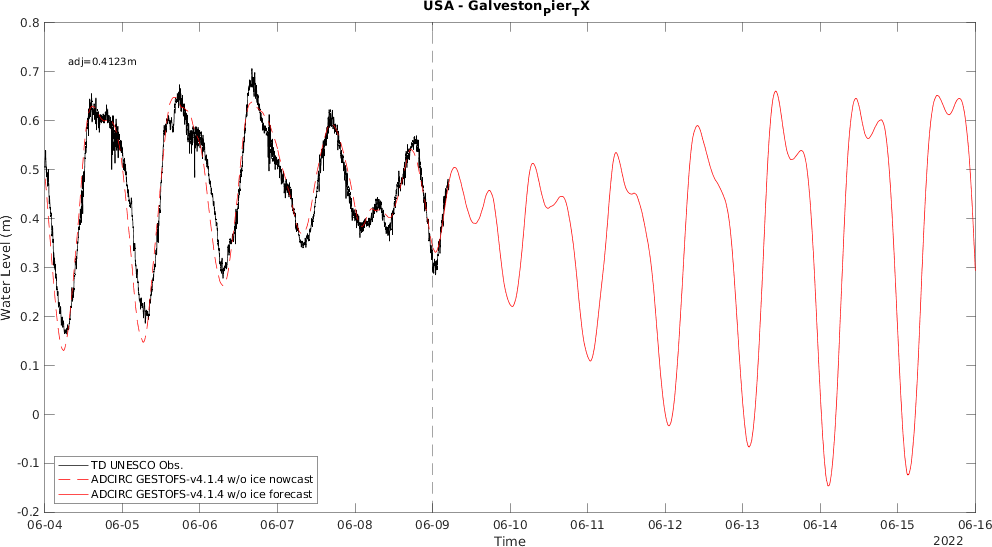 USA - Galveston_Pier_TX
adj=0.4123m
0.8
0.7
0.6
0.5
0.4
0.3
0.2
0.1
0
-0.1
-0.2
Water Level (m)
TD UNESCO Obs.
ADCIRC GESTOFS-v4.1.4 w/o ice nowcast
ADCIRC GESTOFS-v4.1.4 w/o ice forecast
06-04 06-05 06-06 06-07 06-08 06-09 06-10 06-11 06-12 06-13 06-14 06-15 06-16
Time
2022